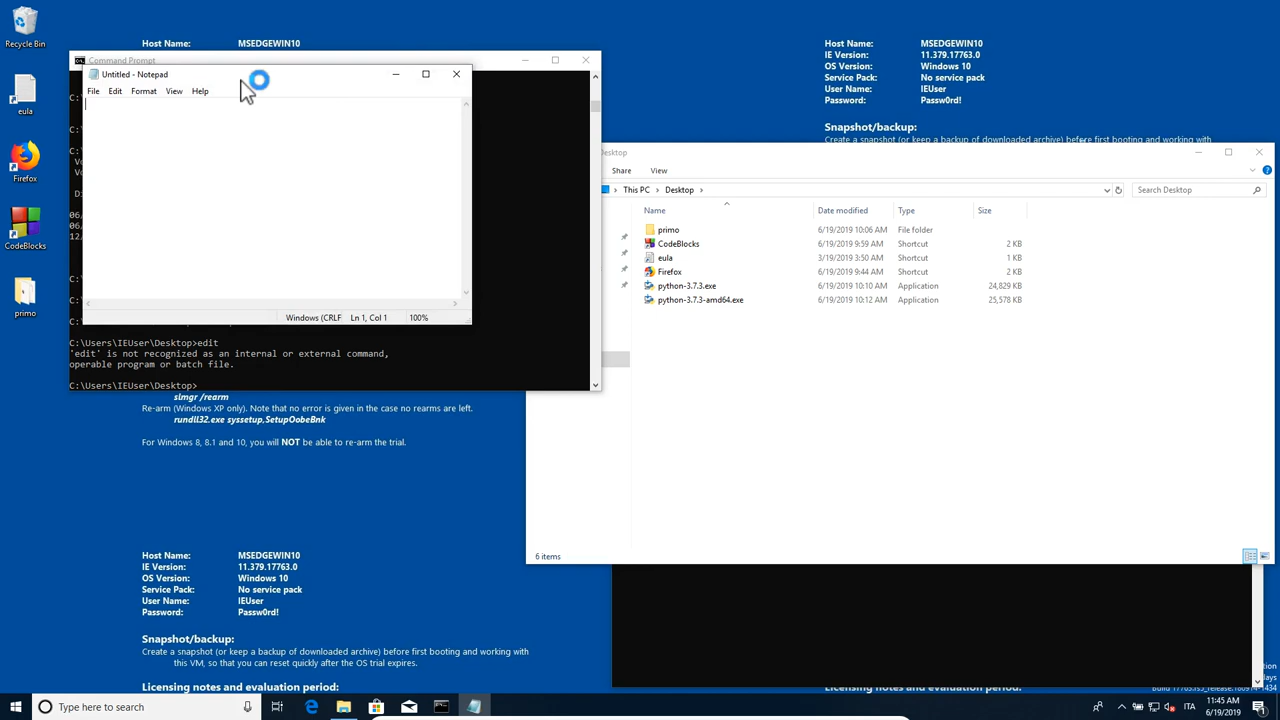 Recycle Bin
eula
Firefox
CodeBlocks
primo
Host Name: MSEDGEWIN10
Command Prompt
Untitled - Notepad
File Edit Format View Help
Windows (CRLF Ln 1, Col 1 100%
C:\Users\IEUser\Desktop>edit
'edit' is not recognized as an internal or external command,
operable program or batch file.
C:\Users\IEUser\Desktop>
slmgr /rearm
Re-arm (Windows XP only). Note that no error is given in the case no rearms are left.
rundll32.exe syssetup,SetupOobeBnk
For Windows 8, 8.1 and 10, you will NOT be able to re-arm the trial.
Host Name: MSEDGEWIN10
IE Version: 11.379.17763.0
OS Version: Windows 10
Service Pack: No service pack
User Name: IEUser
Password: Passw0rd!
Snapshot/backup:
Create a snapshot (or keep a backup of downloaded archive) before first booting and working with
this VM, so that you can reset quickly after the OS trial expires.
Licensing notes and evaluation period:
Host Name: MSEDGEWIN10
IE Version: 11.379.17763.0
OS Version: Windows 10
Service Pack: No service pack
User Name: IEUser
Password: Passw0rd!
Snapshot/backup:
Create a snapshot (or keep a backup of downloaded archive) before first booting and working with
Desktop
Share View
This PC Desktop Search Desktop
Name Date modified Type Size
primo 6/19/2019 10:06 AM File folder
CodeBlocks 6/19/2019 9:59 AM Shortcut 2 KB
eula 3/19/2019 3:50 AM Shortcut 1 KB
Firefox 6/19/2019 9:44 AM Shortcut 2 KB
python-3.7.3.exe 6/19/2019 10:10 AM Application 24,829 KB
python-3.7.3-amd64.exe 6/19/2019 10:12 AM Application 25,578 KB
6 items
Type here to search
ITA
11:45 AM
6/19/2019